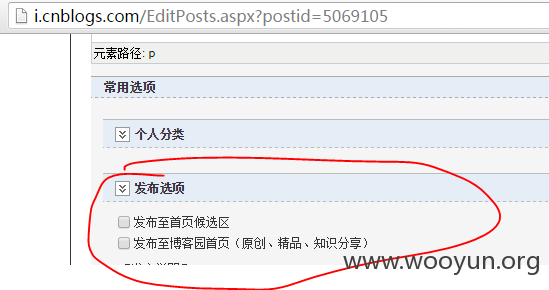 i.cnblogs.com/EditPosts.aspx?postid=5069105
元素路径: p
常用选项
个人分类
发布选项
发布至首页候选区
发布至博客园首页（原创、精品、知识分享）
www.wooyun.org